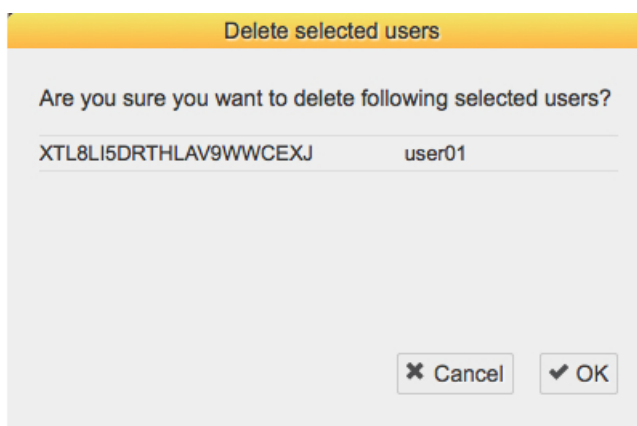 Delete selected users
Are you sure you want to delete following selected users?
XTL8LI5DRTHLAV9WWCEXJ user01
Cancel OK